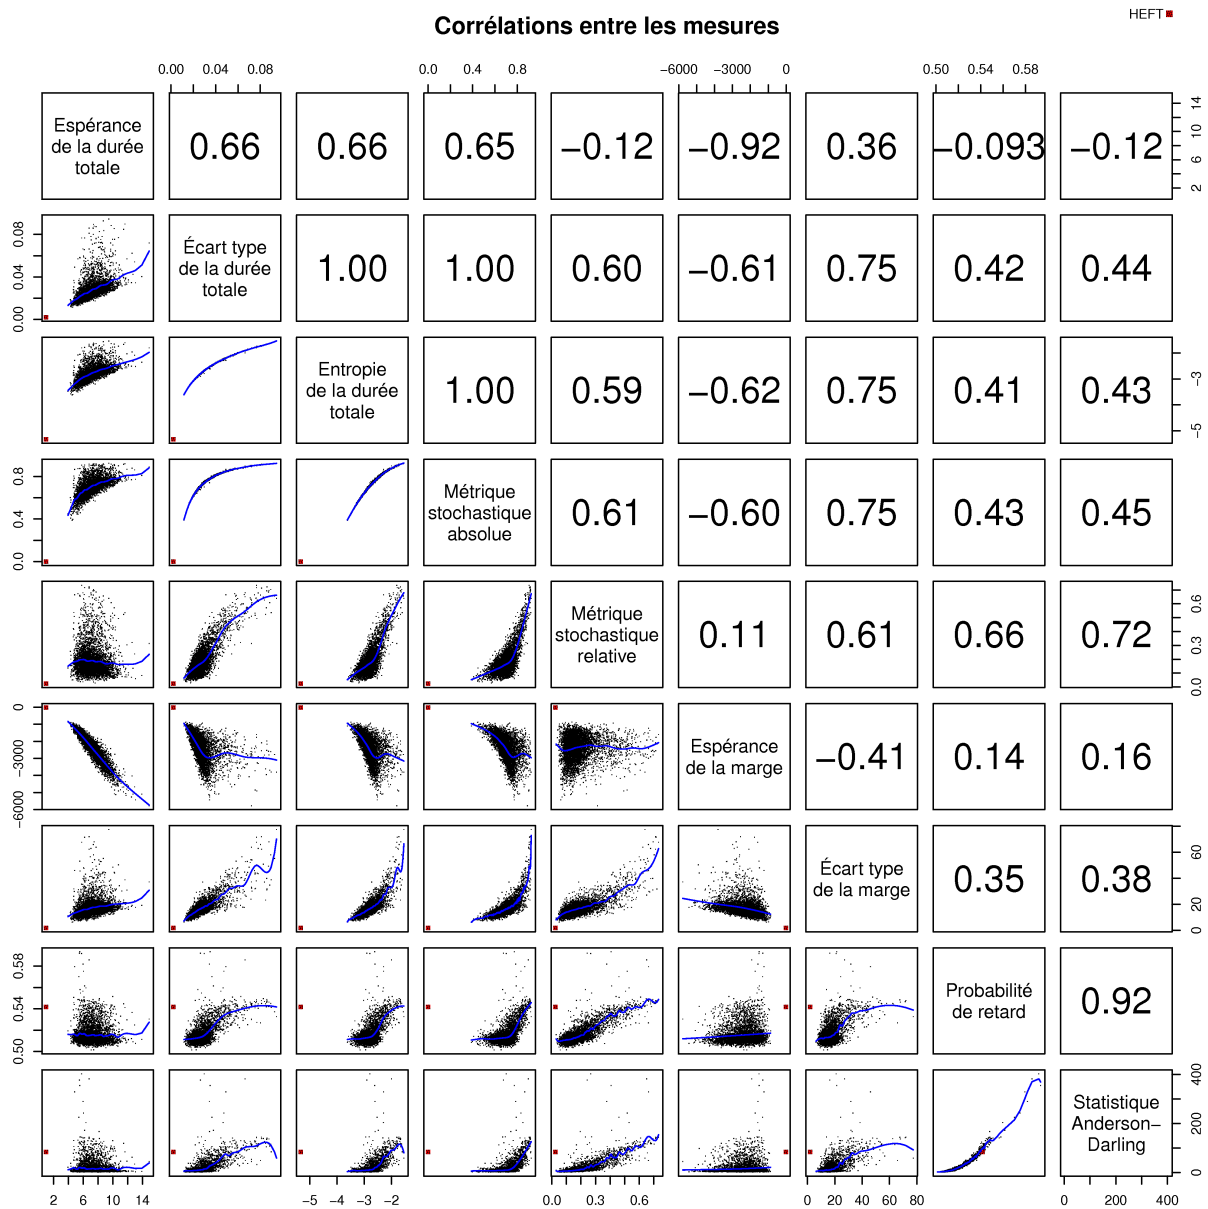 Corrélations entre les mesures
HEFT
0.00 0.04 0.08
0.0 0.4 0.8
−6000 −3000 0
0.50 0.54 0.58
Espérance
de la durée
totale
0.66
0.66
0.65
−0.12
−0.92
0.36
−0.093
−0.12
2 6 10 14
0.00 0.04 0.08
Écart type
de la durée
totale
1.00
1.00
0.60
−0.61
0.75
0.42
0.44
Entropie
de la durée
totale
1.00
0.59
−0.62
0.75
0.41
0.43
−5 −3
0.0 0.4 0.8
Métrique
stochastique
absolue
0.61
−0.60
0.75
0.43
0.45
Métrique
stochastique
relative
0.11
0.61
0.66
0.72
0.0 0.3 0.6
−6000 −3000 0
Espérance
de la marge
−0.41
0.14
0.16
Écart type
de la marge
0.35
0.38
0 20 60
0.50 0.54 0.58
Probabilité
de retard
0.92
Statistique
Anderson−
Darling
0 200 400
2 6 10 14
−5 −4 −3 −2
0.0 0.3 0.6
0 20 40 60 80
0 200 400